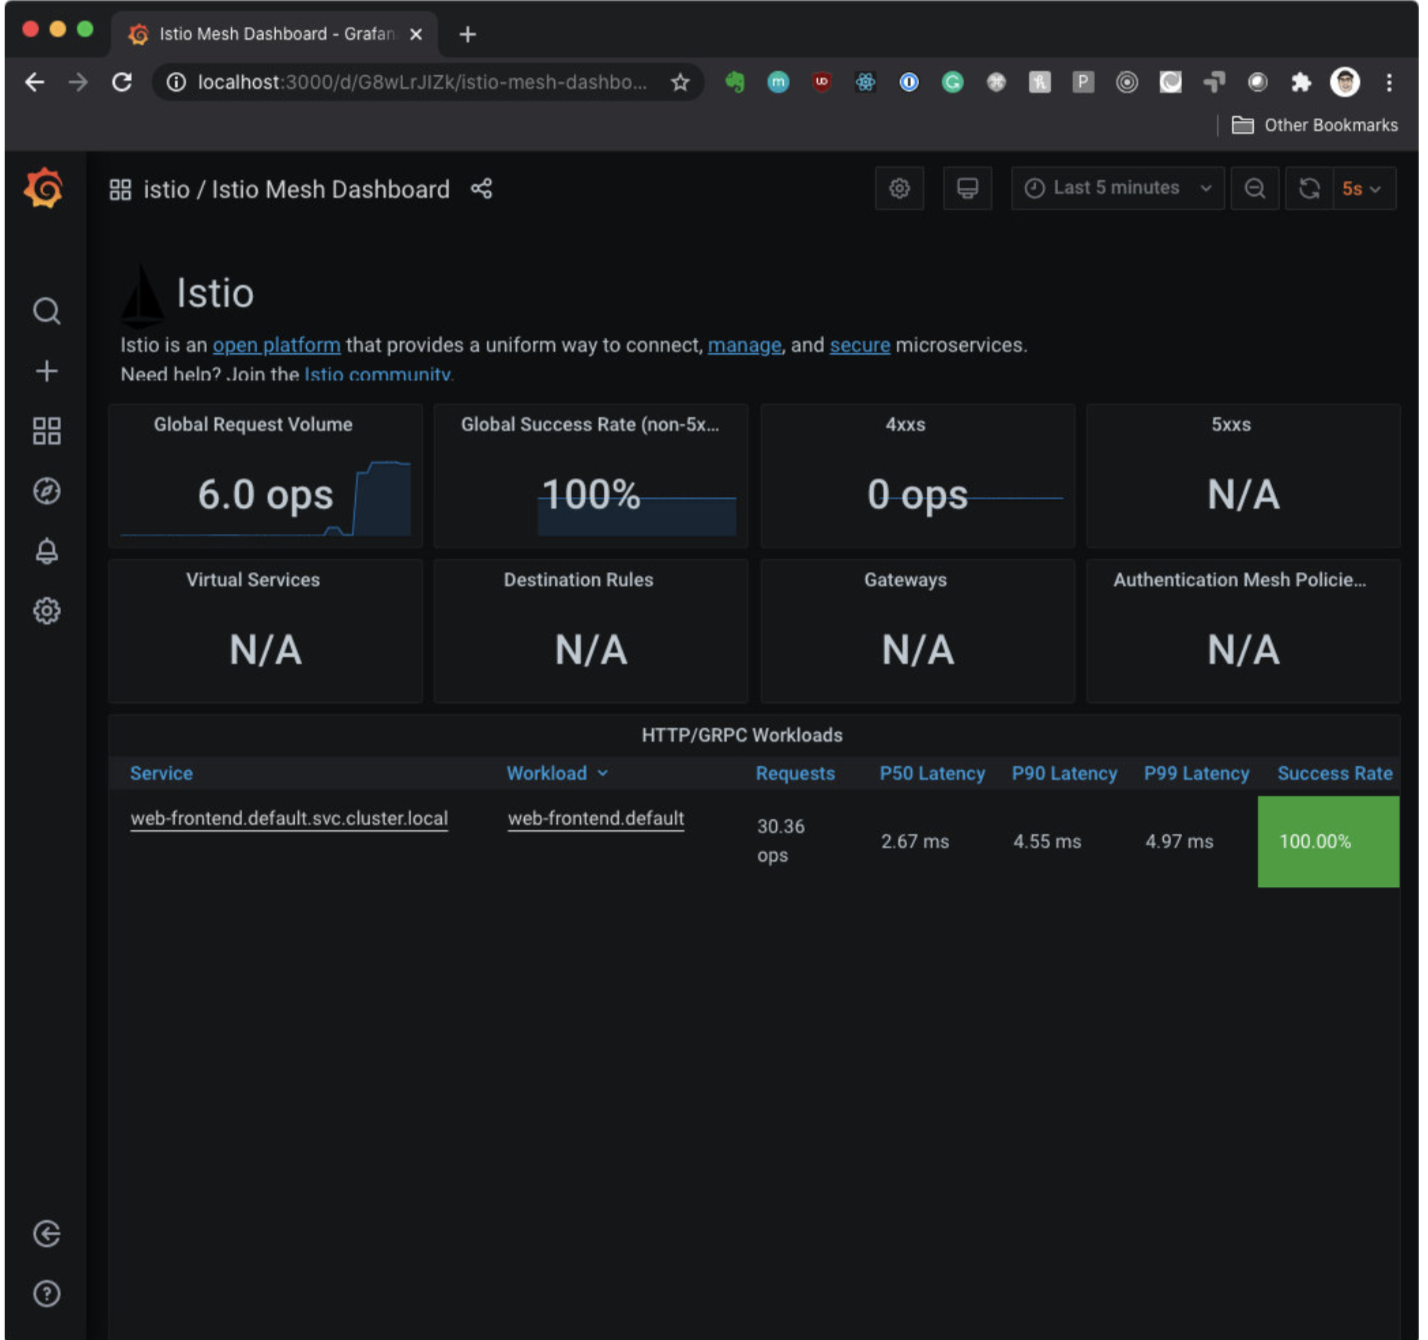 Istio Mesh Dashboard - Grafan
localhost:3000/d/G8wLrJIZk/istio-mesh-dashbo...
Other Bookmarks
istio / Istio Mesh Dashboard
Last 5 minutes
5s
Istio
Istio is an open platform that provides a uniform way to connect, manage, and secure microservices.
Need help? Join the Istio community.
Global Request Volume
6.0 ops
Global Success Rate (non-5x...
100%
4xxs
0 ops
5xxs
N/A
Virtual Services
N/A
Destination Rules
N/A
Gateways
N/A
Authentication Mesh Policie...
N/A
HTTP/GRPC Workloads
Service Workload Requests P50 Latency P90 Latency P99 Latency Success Rate
web-frontend.default.svc.cluster.local web-frontend.default 30.36 ops 2.67 ms 4.55 ms 4.97 ms 100.00%